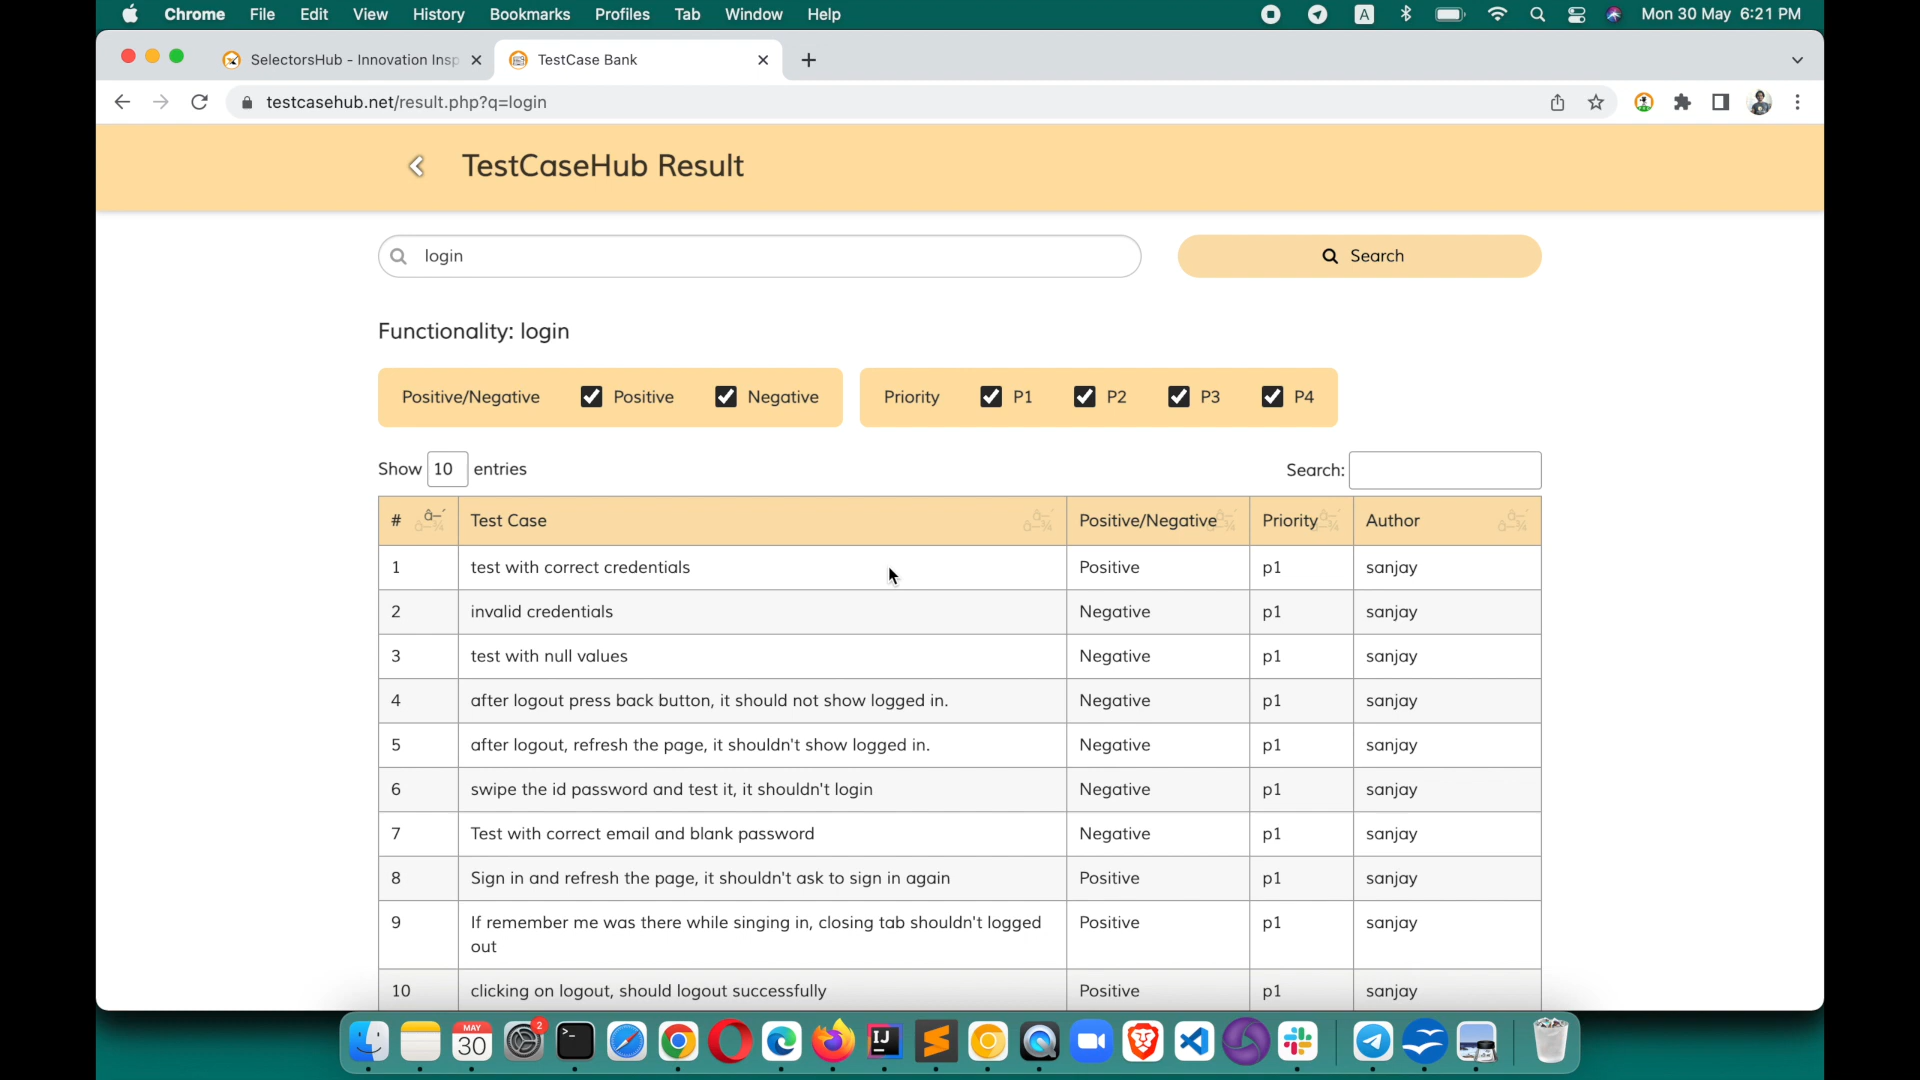 Chrome File Edit View History Bookmarks Profiles Tab Window Help A Mon 30 May 6:21 PM
SelectorsHub - Innovation Insp TestCase Bank
testcasehub.net/result.php?q=login
TestCaseHub Result
login Search
Functionality: login
Positive/Negative Positive Negative Priority P1 P2 P3 P4
Show 10 entries Search:
# Test Case Positive/Negative Priority Author
1 test with correct credentials Positive p1 sanjay
2 invalid credentials Negative p1 sanjay
3 test with null values Negative p1 sanjay
4 after logout press back button, it should not show logged in. Negative p1 sanjay
5 after logout, refresh the page, it shouldn't show logged in. Negative p1 sanjay
6 swipe the id password and test it, it shouldn't login Negative p1 sanjay
7 Test with correct email and blank password Negative p1 sanjay
8 Sign in and refresh the page, it shouldn't ask to sign in again Positive p1 sanjay
9 If remember me was there while singing in, closing tab shouldn't logged Positive p1 sanjay
out
10 clicking on logout, should logout successfully Positive p1 sanjay
MAY 2
30 IJ